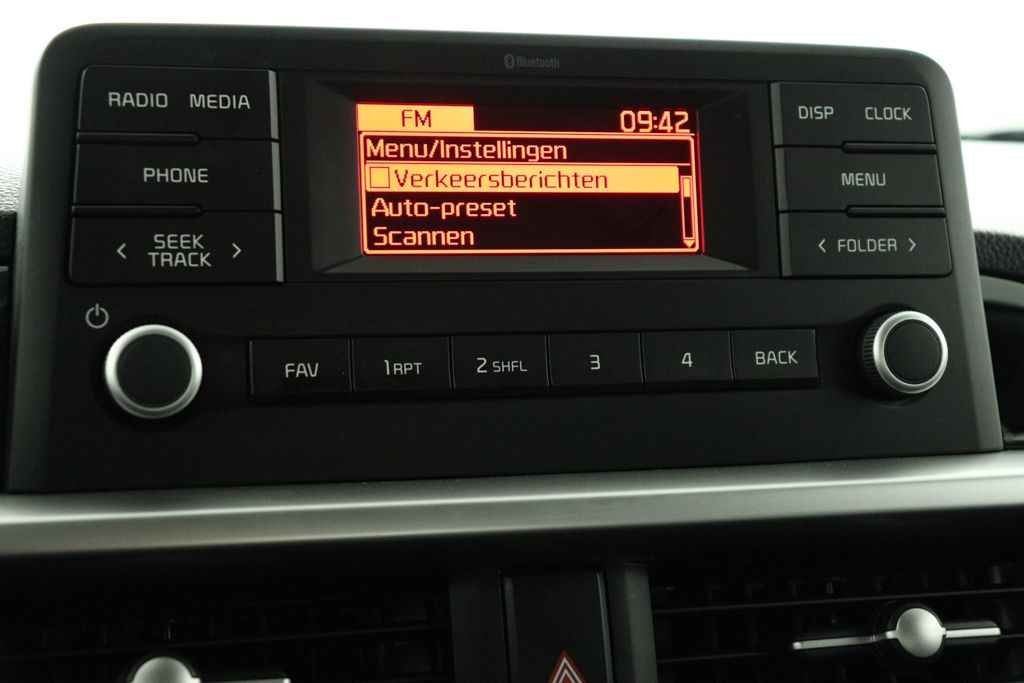 Bluetooth
RADIO MEDIA
PHONE
< SEEK TRACK >
FM 09:42
Menu/Instellingen
Verkeersberichten
Auto-preset
Scannen
DISP CLOCK
MENU
< FOLDER >
FAV 1 RPT 2 SHFL 3 4 BACK